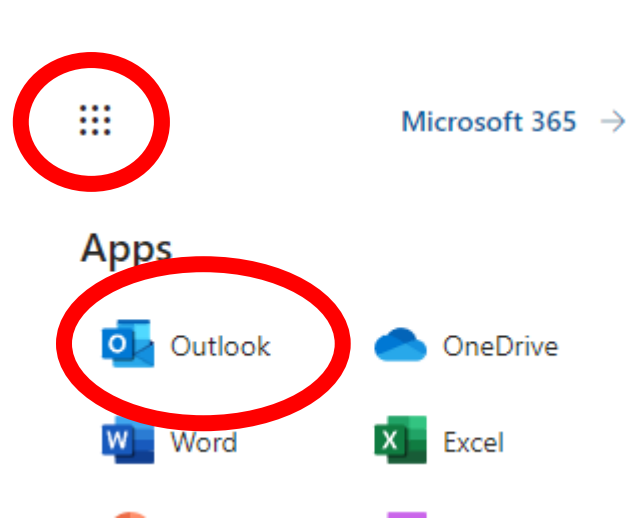 Microsoft 365 →
Apps
Outlook
OneDrive
Word
Excel